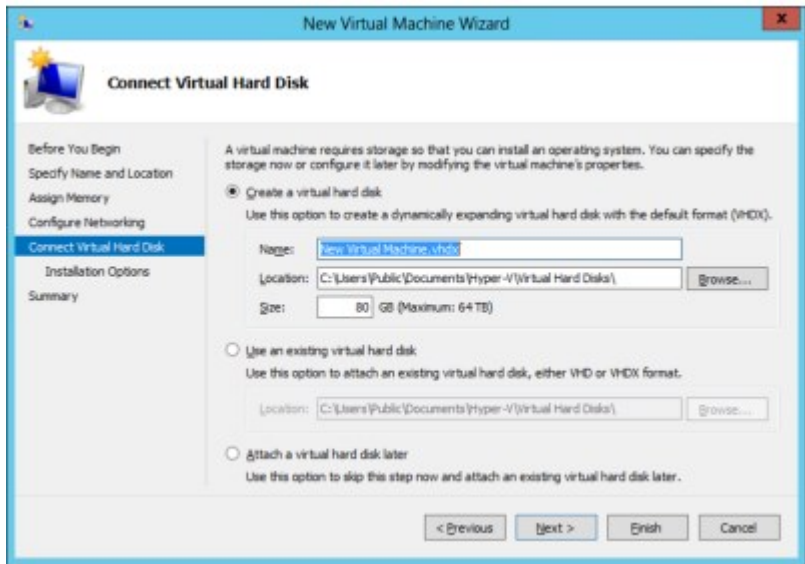 New Virtual Machine Wizard
x
Connect Virtual Hard Disk
Before You Begin
Specify Name and Location
Assign Memory
Configure Networking
Connect Virtual Hard Disk
Installation Options
Summary
A virtual machine requires storage so that you can install an operating system. You can specify the
storage now or configure it later by modifying the virtual machine's properties.
Create a virtual hard disk
Use this option to create a dynamically expanding virtual hard disk with the default format (VHDX).
Name: New Virtual Machine.vhdx
Location: C:\Users\Public\Documents\Hyper-V\Virtual Hard Disks\ Browse...
Size: 80 GB (Maximum: 64 TB)
Use an existing virtual hard disk
Use this option to attach an existing virtual hard disk, either VHD or VHDX format.
Location: C:\Users\Public\Documents\Hyper-V\Virtual Hard Disks\ Browse...
Attach a virtual hard disk later
Use this option to skip this step now and attach an existing virtual hard disk later.
< Previous Next > Finish Cancel